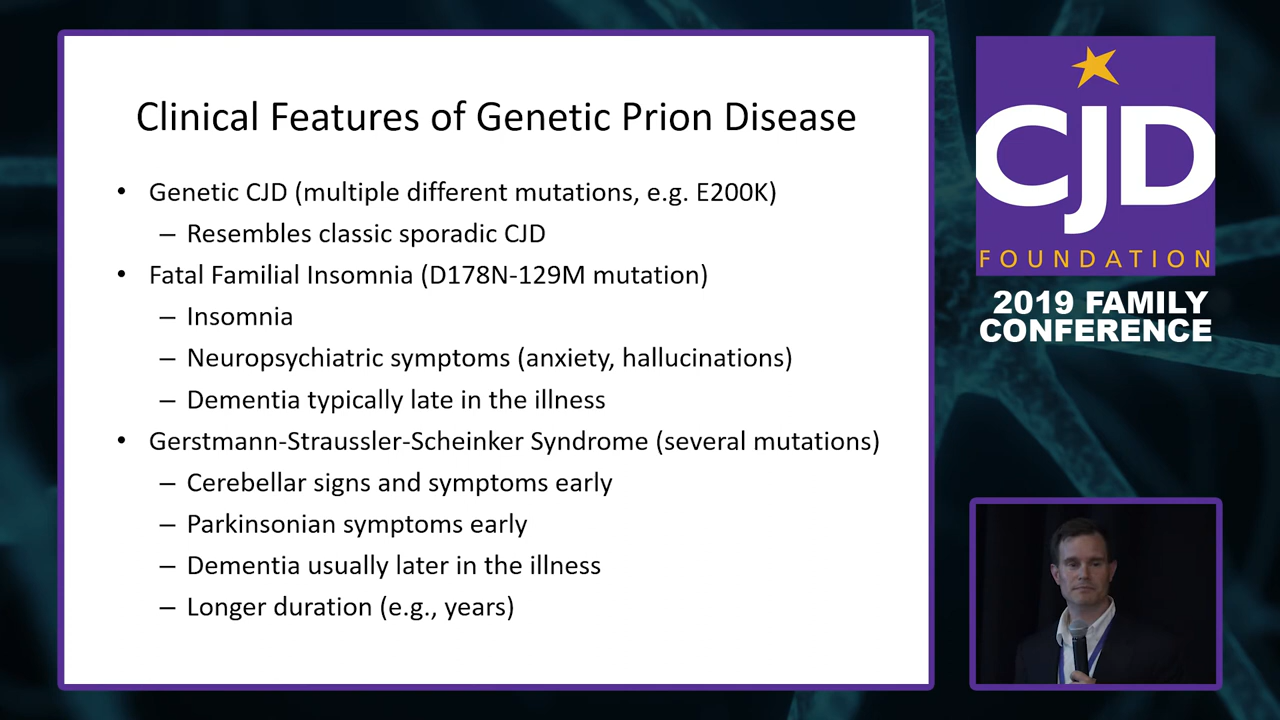 Clinical Features of Genetic Prion Disease
• Genetic CJD (multiple different mutations, e.g. E200K)
– Resembles classic sporadic CJD
• Fatal Familial Insomnia (D178N-129M mutation)
– Insomnia
– Neuropsychiatric symptoms (anxiety, hallucinations)
– Dementia typically late in the illness
• Gerstmann-Straussler-Scheinker Syndrome (several mutations)
– Cerebellar signs and symptoms early
– Parkinsonian symptoms early
– Dementia usually later in the illness
– Longer duration (e.g., years)
CJD
FOUNDATION
2019 FAMILY
CONFERENCE